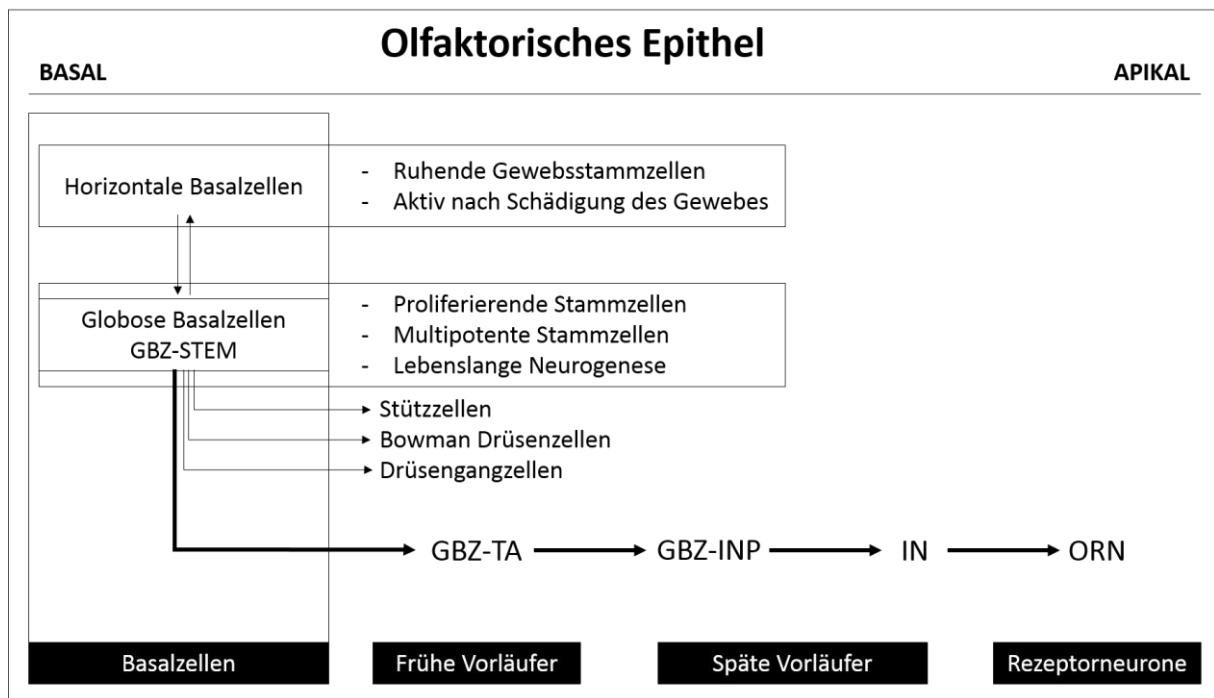 Olfaktorisches Epithel
BASAL
APIKAL
Horizontale Basalzellen
- Ruhende Gewebsstammzellen
- Aktiv nach Schädigung des Gewebes
Globose Basalzellen
GBZ-STEM
- Proliferierende Stammzellen
- Multipotente Stammzellen
- Lebenslange Neurogenese
Stützzellen
Bowman Drüsenzellen
Drüsengangzellen
GBZ-TA
GBZ-INP
IN
ORN
Basalzellen
Frühe Vorläufer
Späte Vorläufer
Rezeptorneurone